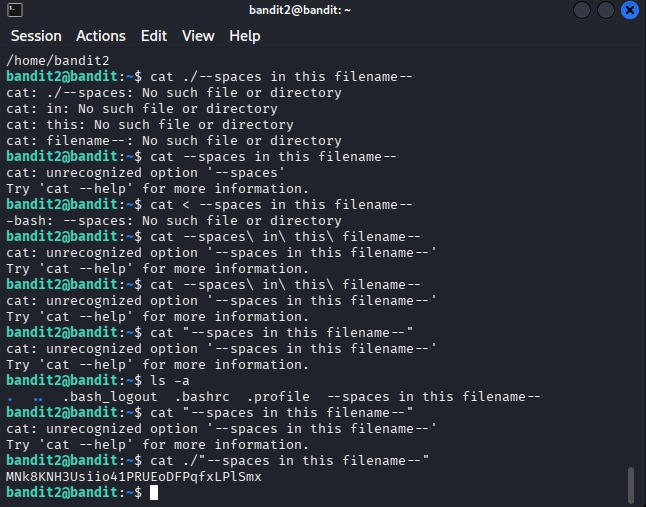 bandit2@bandit: ~
Session Actions Edit View Help
/home/bandit2
bandit2@bandit:~$ cat ./--spaces in this filename--
cat: ./--spaces: No such file or directory
cat: in: No such file or directory
cat: this: No such file or directory
cat: filename--: No such file or directory
bandit2@bandit:~$ cat --spaces in this filename--
cat: unrecognized option '--spaces'
Try 'cat --help' for more information.
bandit2@bandit:~$ cat < --spaces in this filename--
-bash: --spaces: No such file or directory
bandit2@bandit:~$ cat --spaces\ in\ this\ filename--
cat: unrecognized option '--spaces in this filename--'
Try 'cat --help' for more information.
bandit2@bandit:~$ cat --spaces\ in\ this\ filename--
cat: unrecognized option '--spaces in this filename--'
Try 'cat --help' for more information.
bandit2@bandit:~$ cat "--spaces in this filename--"
cat: unrecognized option '--spaces in this filename--'
Try 'cat --help' for more information.
bandit2@bandit:~$ ls -a
. .. .bash_logout .bashrc .profile --spaces in this filename--
bandit2@bandit:~$ cat "--spaces in this filename--"
cat: unrecognized option '--spaces in this filename--'
Try 'cat --help' for more information.
bandit2@bandit:~$ cat ./"--spaces in this filename--"
MNk8KNH3Usiio41PRUEoDFPqfxLPlSmx
bandit2@bandit:~$